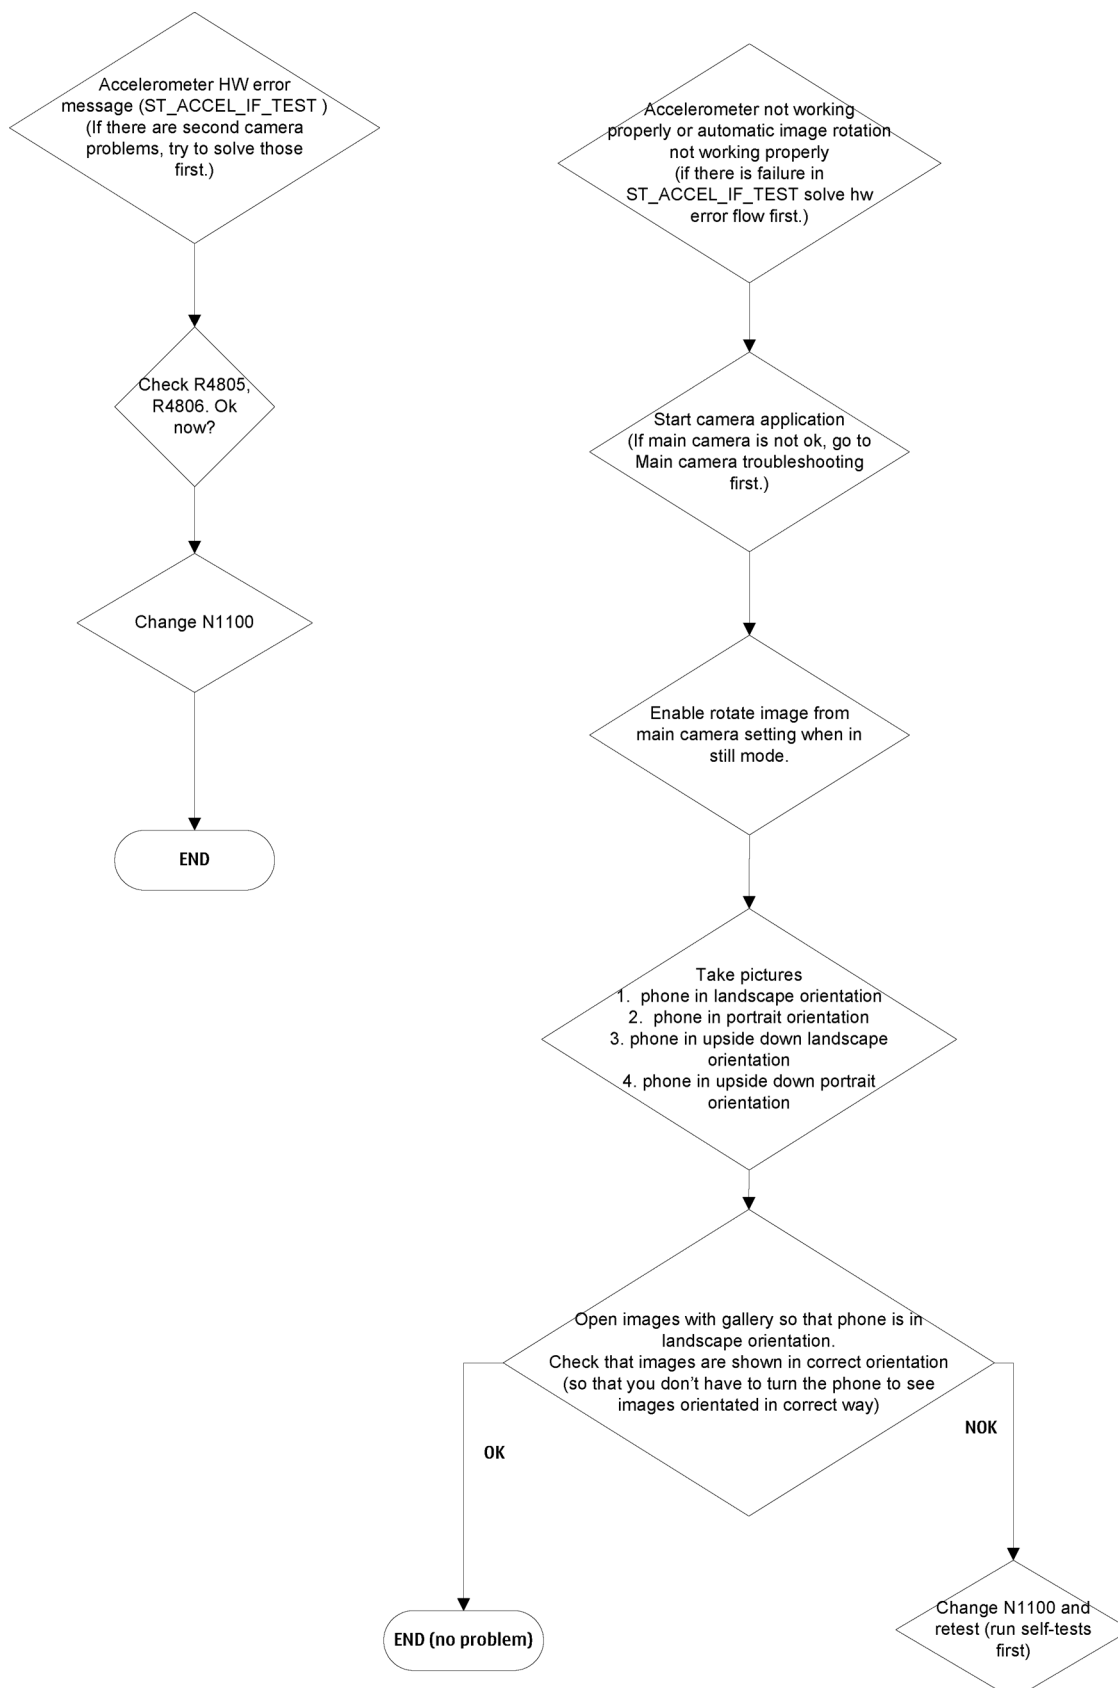 Accelerometer HW error
message (ST_ACCEL_IF_TEST )
(If there are second camera
problems, try to solve those
first.)
Check R4805,
R4806. Ok
now?
Change N1100
END
Accelerometer not working
properly or automatic image rotation
not working properly
(if there is failure in
ST_ACCEL_IF_TEST solve hw
error flow first.)
Start camera application
(If main camera is not ok, go to
Main camera troubleshooting
first.)
Enable rotate image from
main camera setting when in
still mode.
Take pictures
1. phone in landscape orientation
2. phone in portrait orientation
3. phone in upside down landscape
orientation
4. phone in upside down portrait
orientation
Open images with gallery so that phone is in
landscape orientation.
Check that images are shown in correct orientation
(so that you don't have to turn the phone to see
images orientated in correct way)
OK
NOK
END (no problem)
Change N1100 and
retest (run self-tests
first)